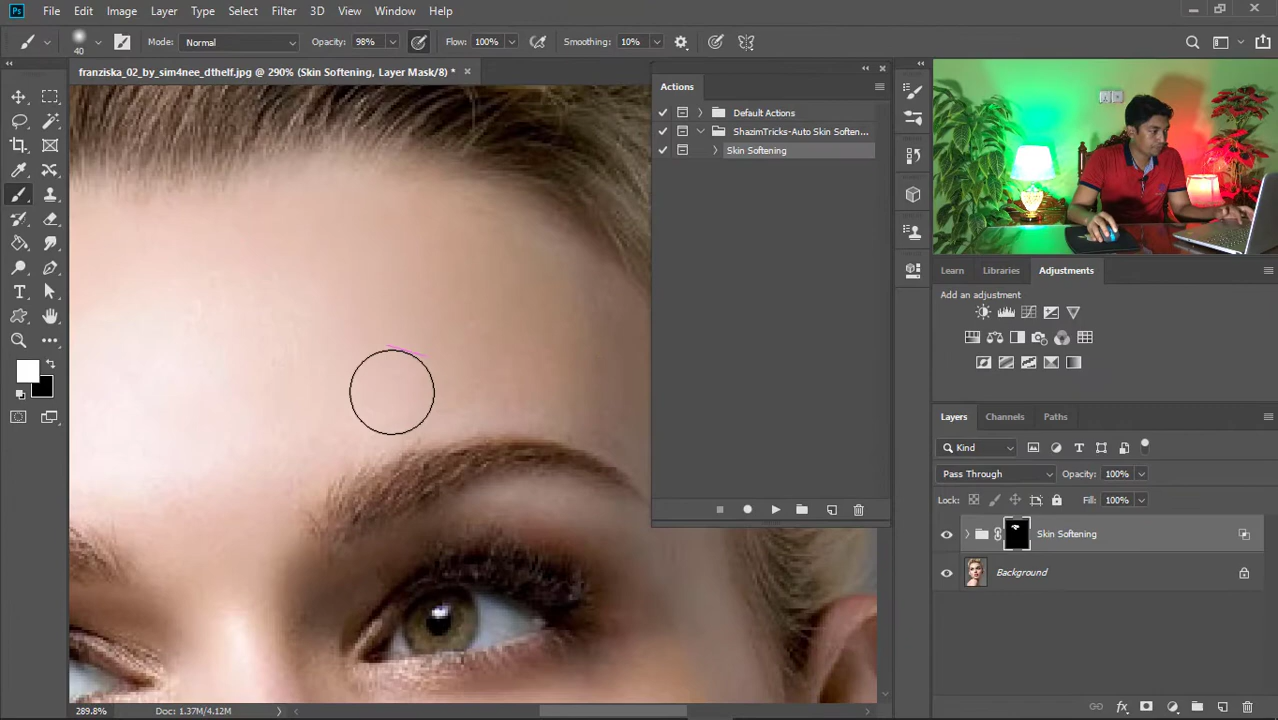 Ps File Edit Image Layer Type Select Filter 3D View Window Help
40 Mode: Normal Opacity: 98% Flow: 100% Smoothing: 10%
franziska_02_by_sim4nee_dthelf.jpg @ 290% (Skin Softening, Layer Mask/8) *
Actions
Default Actions
ShazimTricks-Auto Skin Soften...
Skin Softening
Learn Libraries Adjustments
Add an adjustment
Layers Channels Paths
Kind
Pass Through Opacity: 100%
Lock: Fill: 100%
Skin Softening
Background
289.8% Doc: 1.37M/4.12M